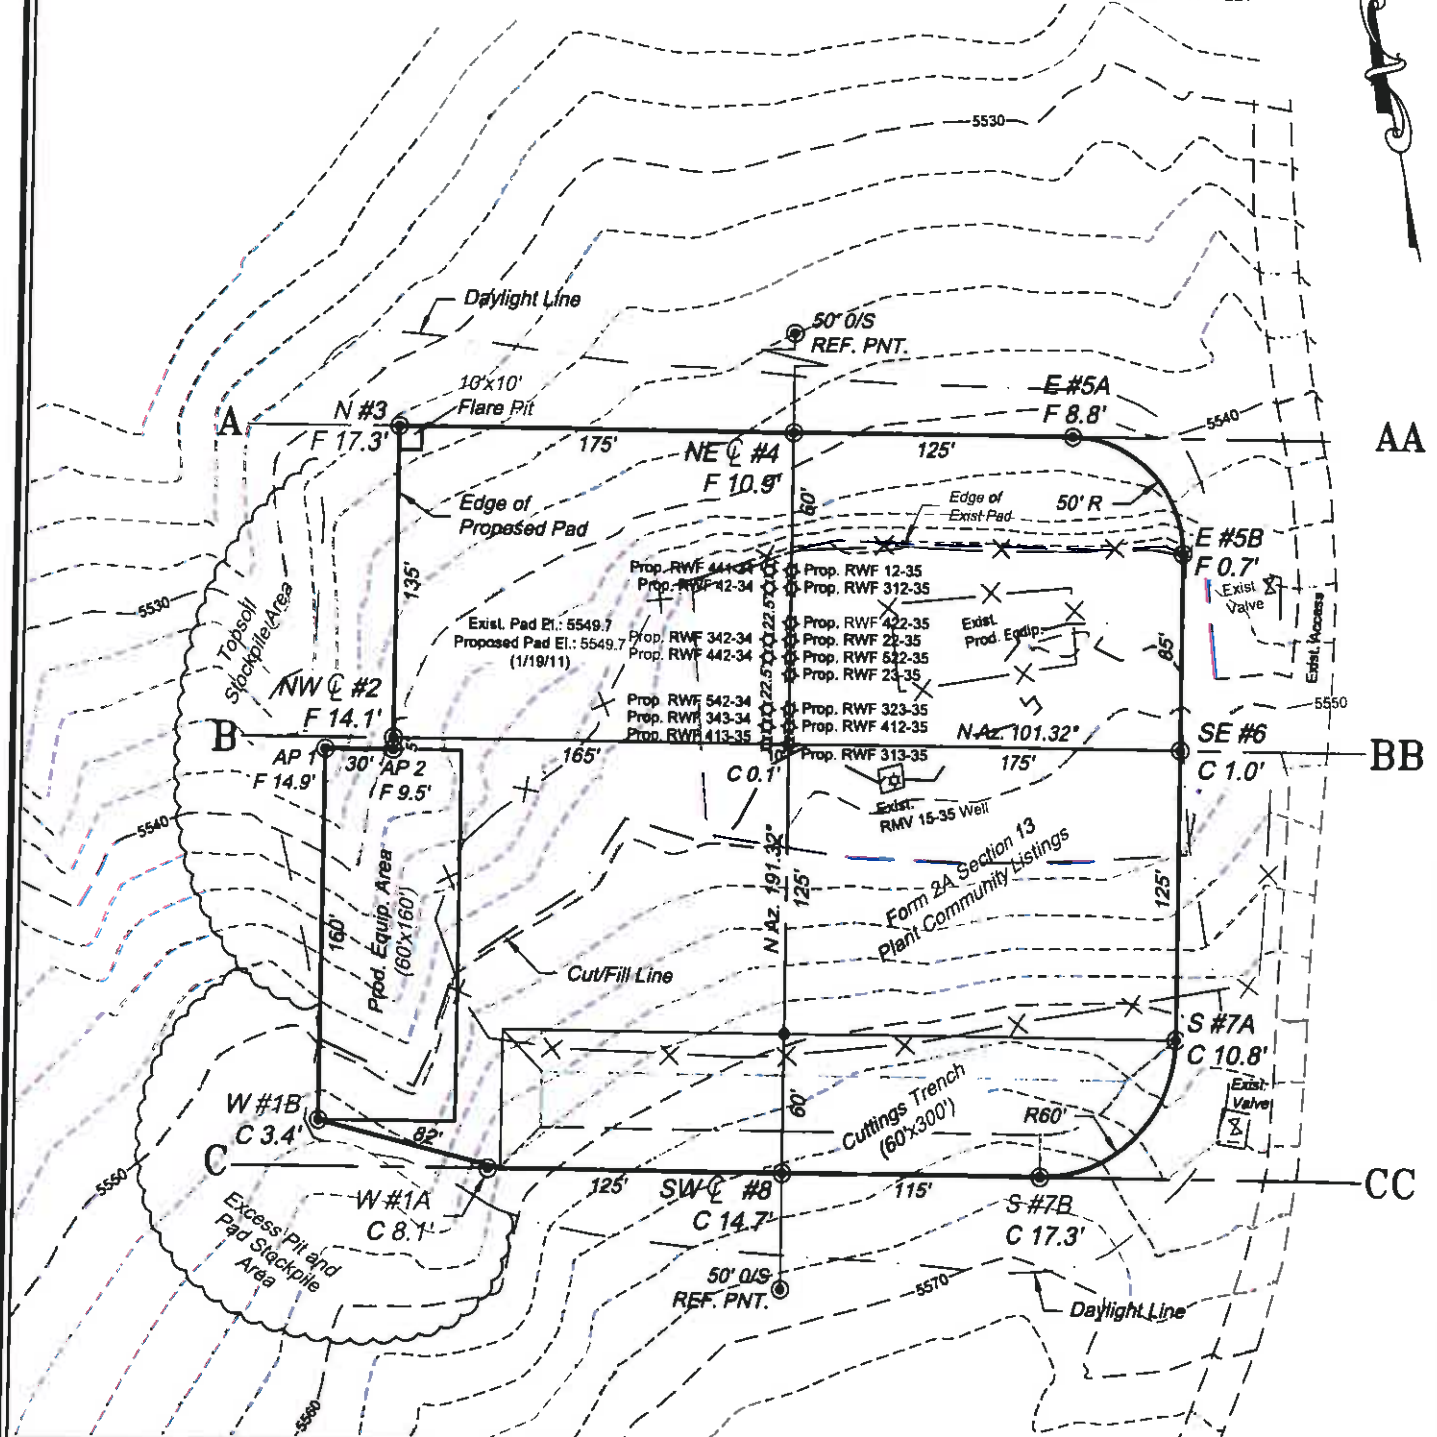 5530
Daylight Line
50' O/S
REF. PNT.
10'x10'
Flare Pit
E #5A
F 8.8'
5540
A
N #3
F 17.3'
175'
NE ℄ #4
F 10.9'
125'
AA
Edge of
Proposed Pad
60'
Edge of
Exist Pad
50' R
E #5B
F 0.7'
Exist
Valve
Exist. Access
135'
5530
Topsoil
Stockpile Area
Prop. RWF 12-35
Prop. RWF 42-34
Prop. RWF 312-35
Exist. Pad El.: 5549.7
Proposed Pad El.: 5549.7
(1/19/11)
22.5'
Prop. RWF 422-35
Prop. RWF 342-34
Prop. RWF 22-35
Prop. RWF 442-34
Prop. RWF 522-35
Prop. RWF 23-35
Exist.
Prod. Equip.
85'
22.5'
Prop. RWF 542-34
Prop. RWF 323-35
Prop. RWF 343-34
Prop. RWF 412-35
Prop. RWF 413-35
Prop. RWF 313-35
5550
NW ℄ #2
F 14.1'
B
165'
N Az. 101.32°
175'
SE #6
C 1.0'
BB
AP 1
F 14.9'
30'
5'
AP 2
F 9.5'
C 0.1'
Exist.
RMV 15-35 Well
5540
N Az. 191.32°
125'
Form 2A Section 13
Plant Community Listings
125'
160'
Prod. Equip. Area
(60'x160')
Cut/Fill Line
S #7A
C 10.8'
W #1B
C 3.4'
82'
60'
Cuttings Trench
(60'x300')
R60'
Exist.
Valve
C
5550
W #1A
C 8.1'
125'
SW ℄ #8
C 14.7'
115'
S #7B
C 17.3'
CC
Excess Pit and
Pad Stockpile
Area
50' O/S
REF. PNT.
5570
Daylight Line
5560